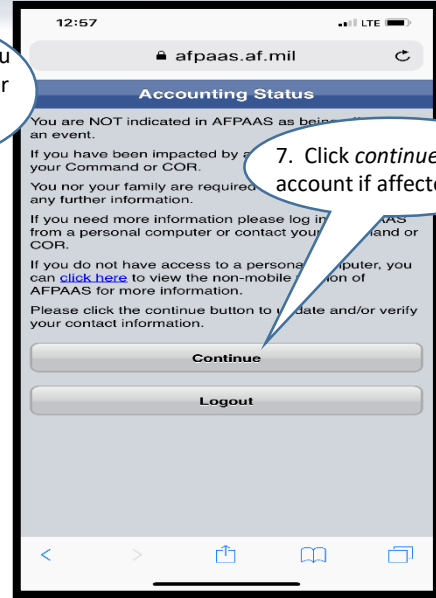 12:57
LTE
afpaas.af.mil
u
r
Accounting Status
You are NOT indicated in AFPAAS as being
an event.
If you have been impacted by a
your Command or COR.
7. Click continue
account if affecte
You nor your family are required
any further information.
If you need more information please log in
AAS
from a personal computer or contact your
and or
COR.
If you do not have access to a personal
puter, you
can click here to view the non-mobile
ion of
AFPAAS for more information.
Please click the continue button to
date and/or verify
your contact information.
Continue
Logout